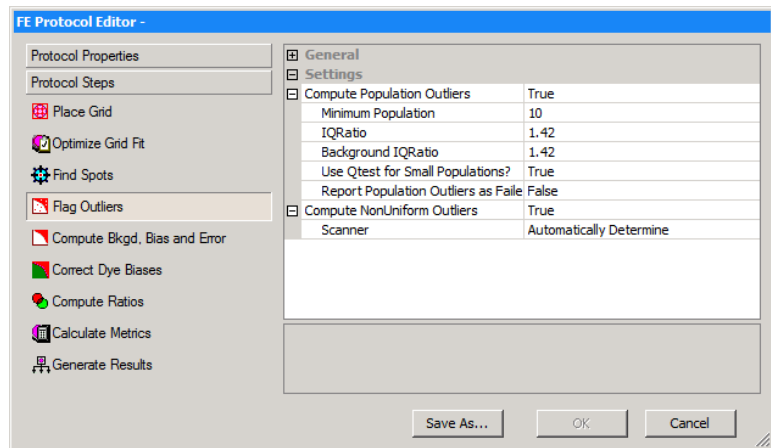 FE Protocol Editor -
Protocol Properties
Protocol Steps
Place Grid
Optimize Grid Fit
Find Spots
Flag Outliers
Compute Bkgd, Bias and Error
Correct Dye Biases
Compute Ratios
Calculate Metrics
Generate Results
General
Settings
Compute Population Outliers True
Minimum Population 10
IQRatio 1.42
Background IQRatio 1.42
Use Qtest for Small Populations? True
Report Population Outliers as Faile False
Compute NonUniform Outliers True
Scanner Automatically Determine
Save As... OK Cancel